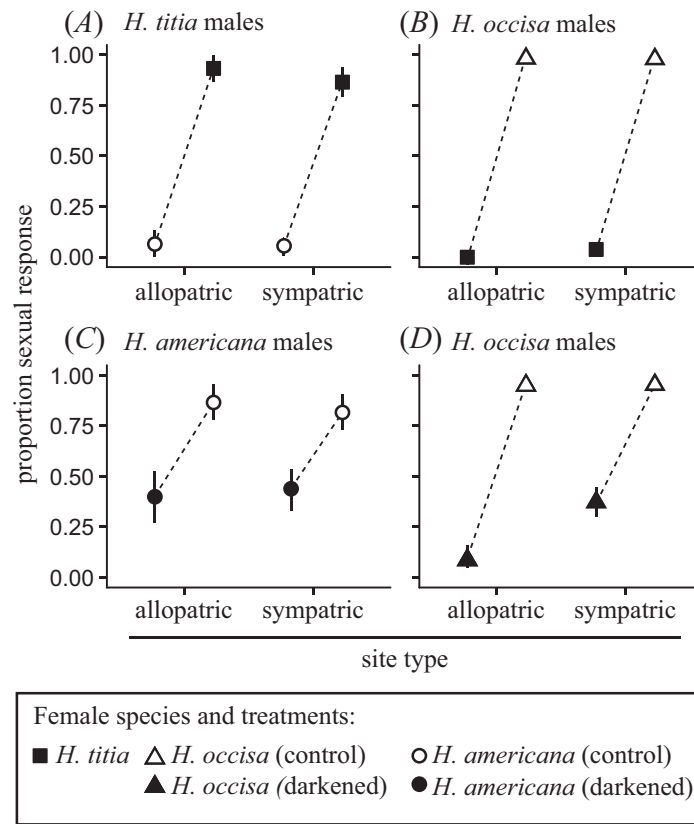 (A) H. titia males
(B) H. occisa males
1.00
0.75
0.50
0.25
0.00
allopatric sympatric
allopatric sympatric
(C) H. americana males
(D) H. occisa males
1.00
0.75
0.50
0.25
0.00
allopatric sympatric
allopatric sympatric
proportion sexual response
site type
Female species and treatments:
H. titia H. occisa (control) H. americana (control)
H. occisa (darkened) H. americana (darkened)